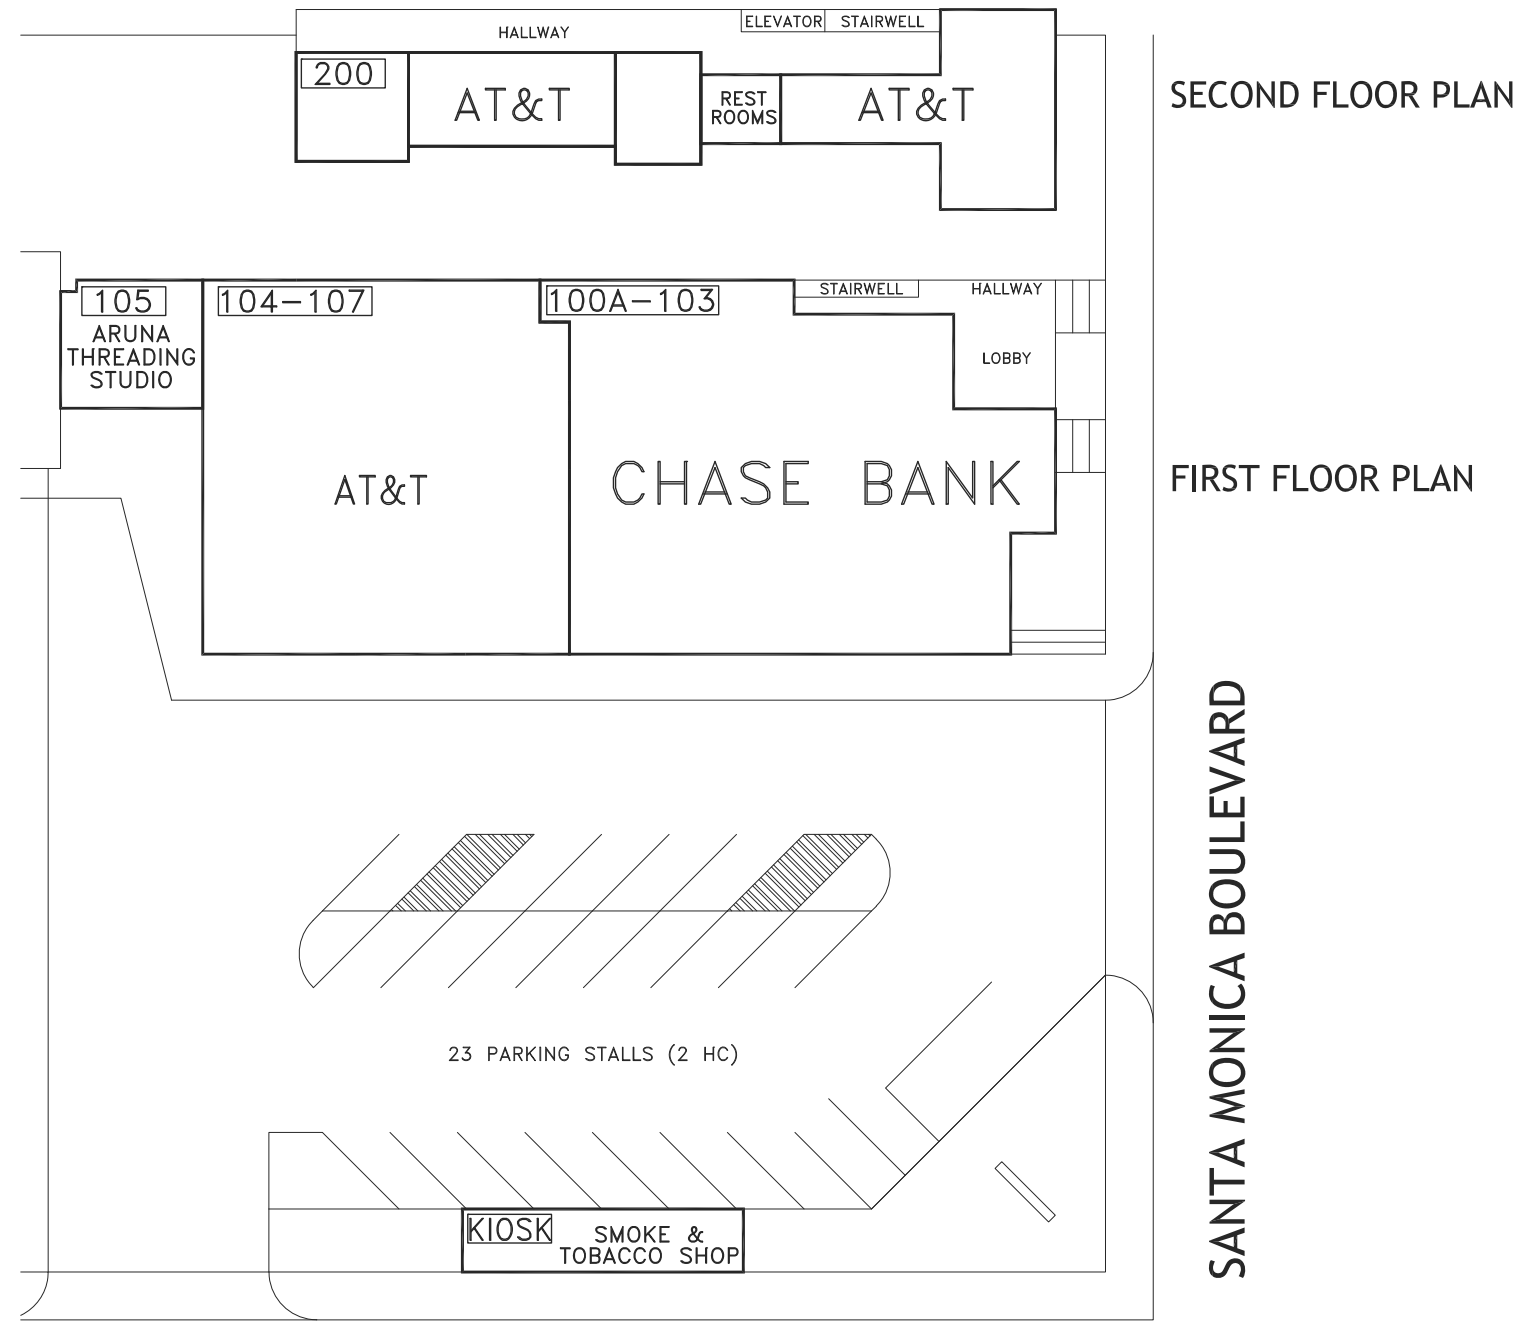 ELEVATOR STAIRWELL
HALLWAY
200
AT&T
REST
ROOMS
AT&T
SECOND FLOOR PLAN
105
ARUNA
THREADING
STUDIO
104-107
100A-103
STAIRWELL
HALLWAY
LOBBY
AT&T
CHASE BANK
FIRST FLOOR PLAN
SANTA MONICA BOULEVARD
23 PARKING STALLS (2 HC)
KIOSK
SMOKE &
TOBACCO SHOP